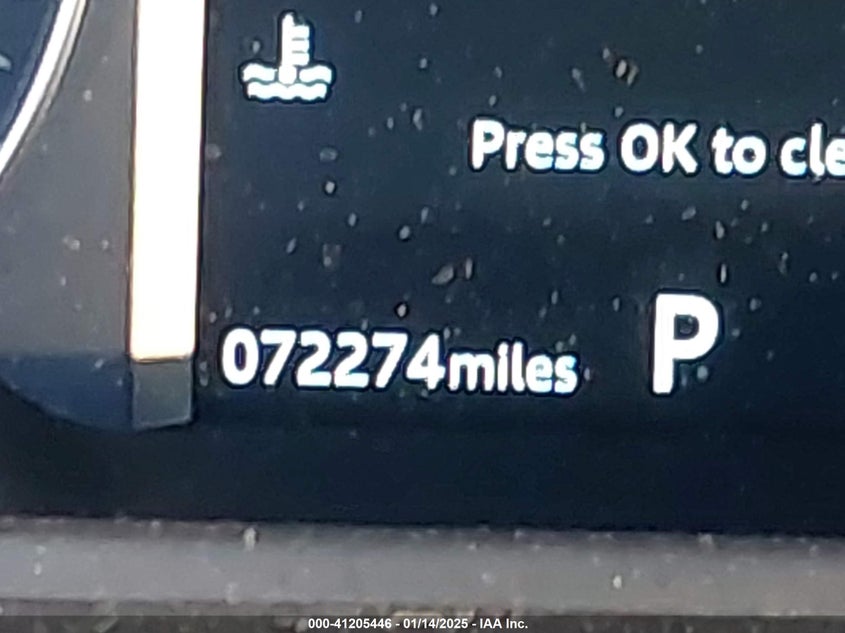 Press OK to cle
072274miles
P
000-41205446 - 01/14/2025 - IAA Inc.